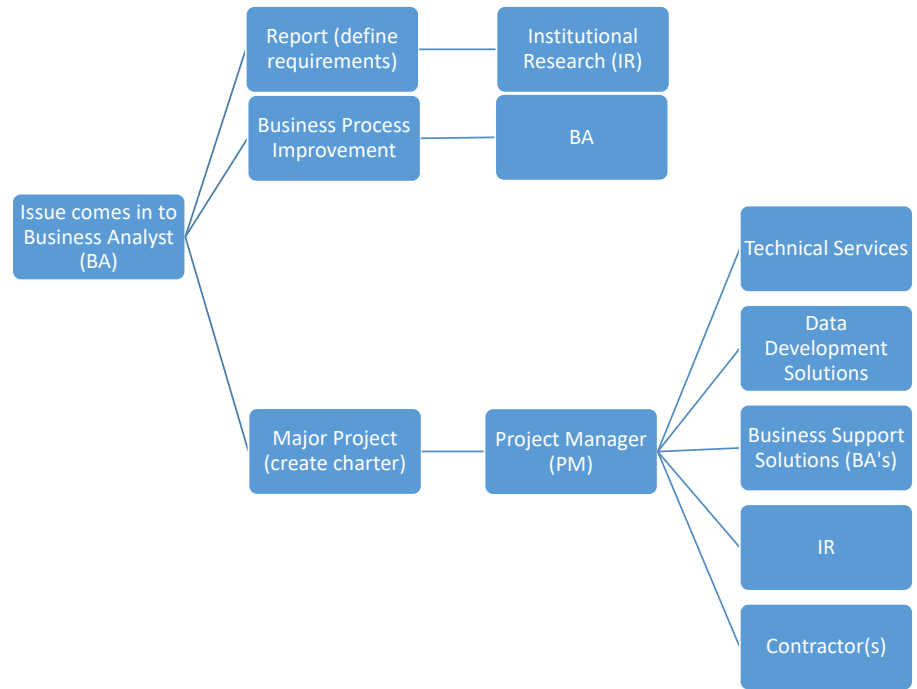 Report (define
requirements)
Institutional
Research (IR)
Business Process
Improvement
BA
Issue comes in to
Business Analyst
(BA)
Major Project
(create charter)
Project Manager
(PM)
Technical Services
Data
Development
Solutions
Business Support
Solutions (BA's)
IR
Contractor(s)